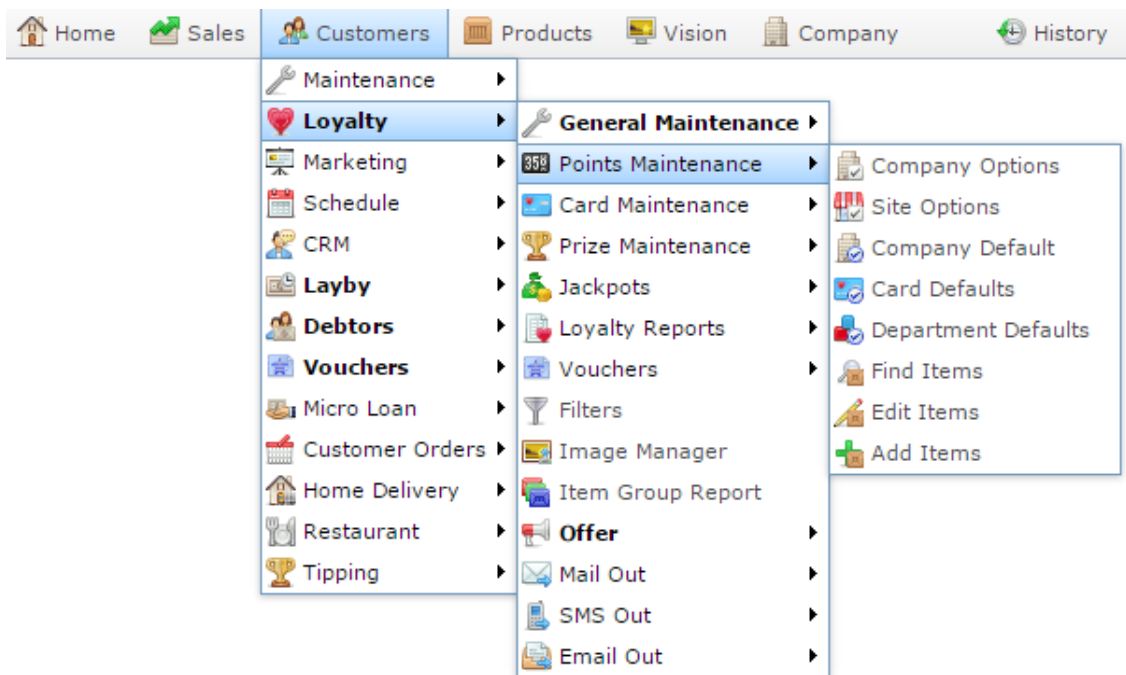 Home Sales Customers Products Vision Company History
Maintenance
Loyalty
Marketing
Schedule
CRM
Layby
Debtors
Vouchers
Micro Loan
Customer Orders
Home Delivery
Restaurant
Tipping
General Maintenance
Points Maintenance
Card Maintenance
Prize Maintenance
Jackpots
Loyalty Reports
Vouchers
Filters
Image Manager
Item Group Report
Offer
Mail Out
SMS Out
Email Out
Company Options
Site Options
Company Default
Card Defaults
Department Defaults
Find Items
Edit Items
Add Items